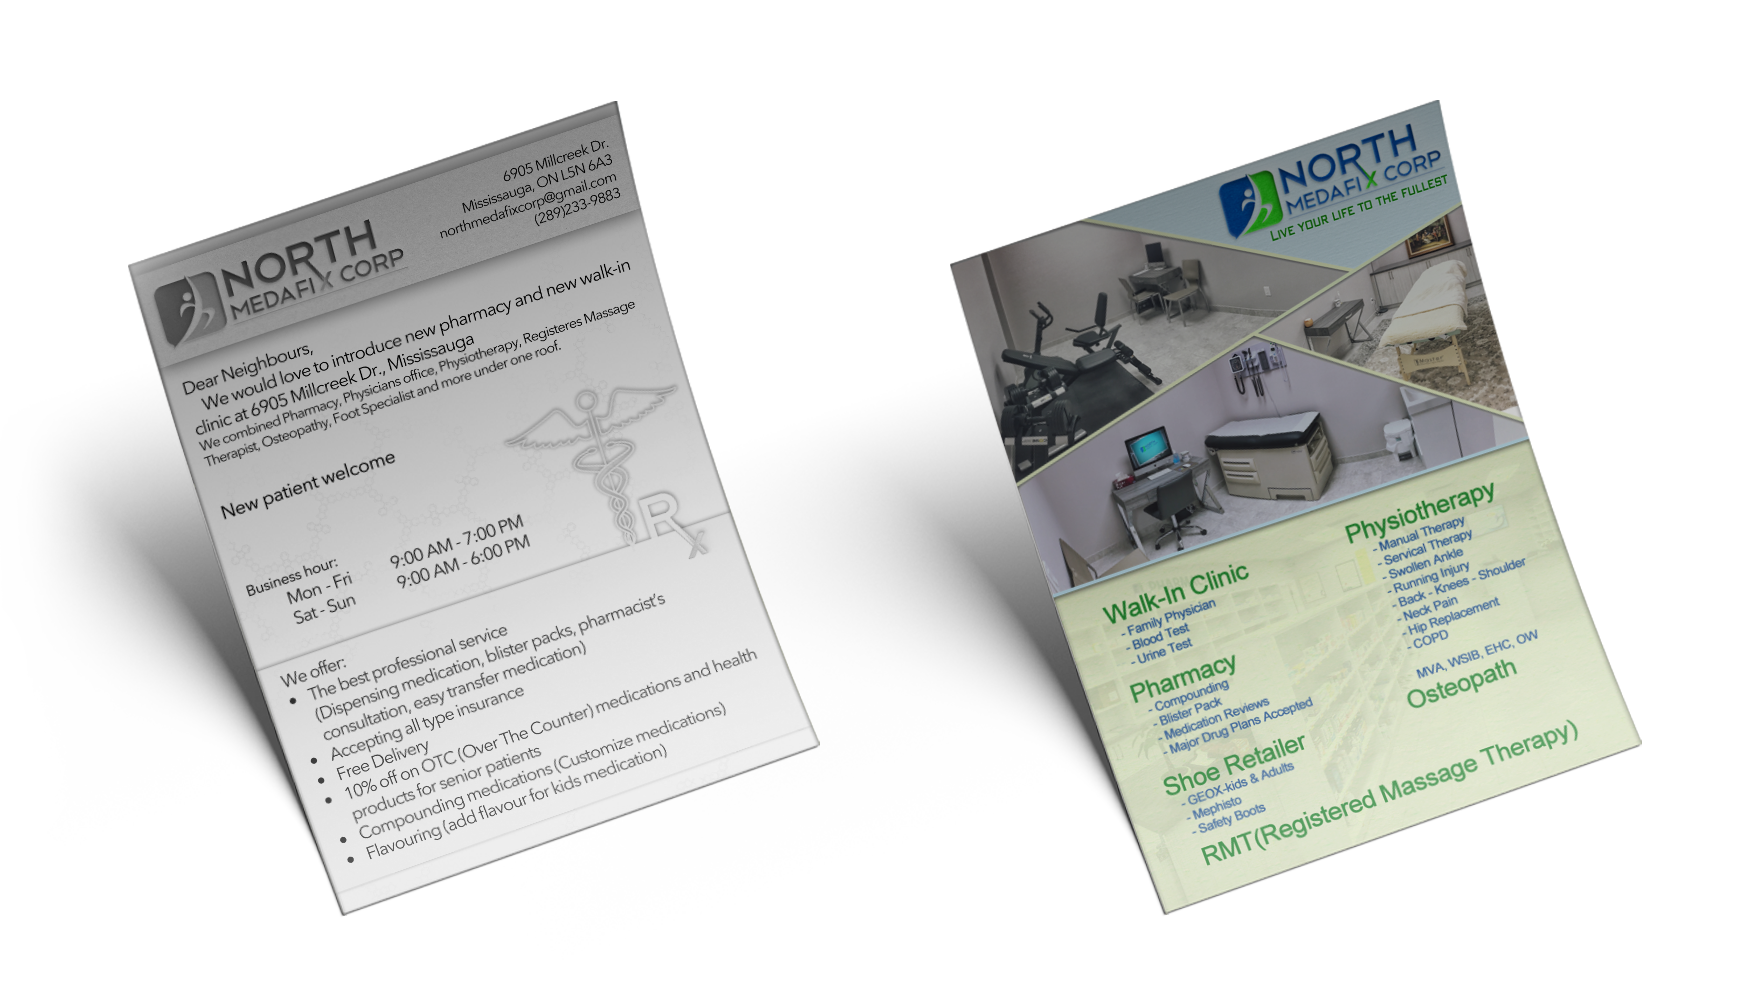 6905 Millcreek Dr.
Mississauga, ON L5N 6A3
northmedafixcorp@gmail.com
(289)233-9883
NORTH
MEDAFIX CORP
Dear Neighbours,
We would love to introduce new pharmacy and new walk-in
clinic at 6905 Millcreek Dr., Mississauga
We combined Pharmacy, Physicians office, Physiotherapy, Registeres Massage
Therapist, Osteopathy, Foot Specialist and more under one roof.
New patient welcome
Business hour:
Mon - Fri 9:00 AM - 7:00 PM
Sat - Sun 9:00 AM - 6:00 PM
Rx
We offer:
• The best professional service
(Dispensing medication, blister packs, pharmacist's
consultation, easy transfer medication)
• Accepting all type insurance
• Free Delivery
• 10% off on OTC (Over The Counter) medications and health
products for senior patients
• Compounding medications (Customize medications)
• Flavouring (add flavour for kids medication)
NORTH
MEDAFIX CORP
LIVE YOUR LIFE TO THE FULLEST
Walk-In Clinic
- Family Physician
- Blood Test
- Urine Test
Pharmacy
- Compounding
- Blister Pack
- Medication Reviews
- Major Drug Plans Accepted
Shoe Retailer
- GEOX-kids & Adults
- Mephisto
- Safety Boots
Physiotherapy
- Manual Therapy
- Servical Therapy
- Swollen Ankle
- Running Injury
- Back - Knees - Shoulder
- Neck Pain
- Hip Replacement
- COPD
MVA, WSIB, EHC, OW
Osteopath
RMT(Registered Massage Therapy)